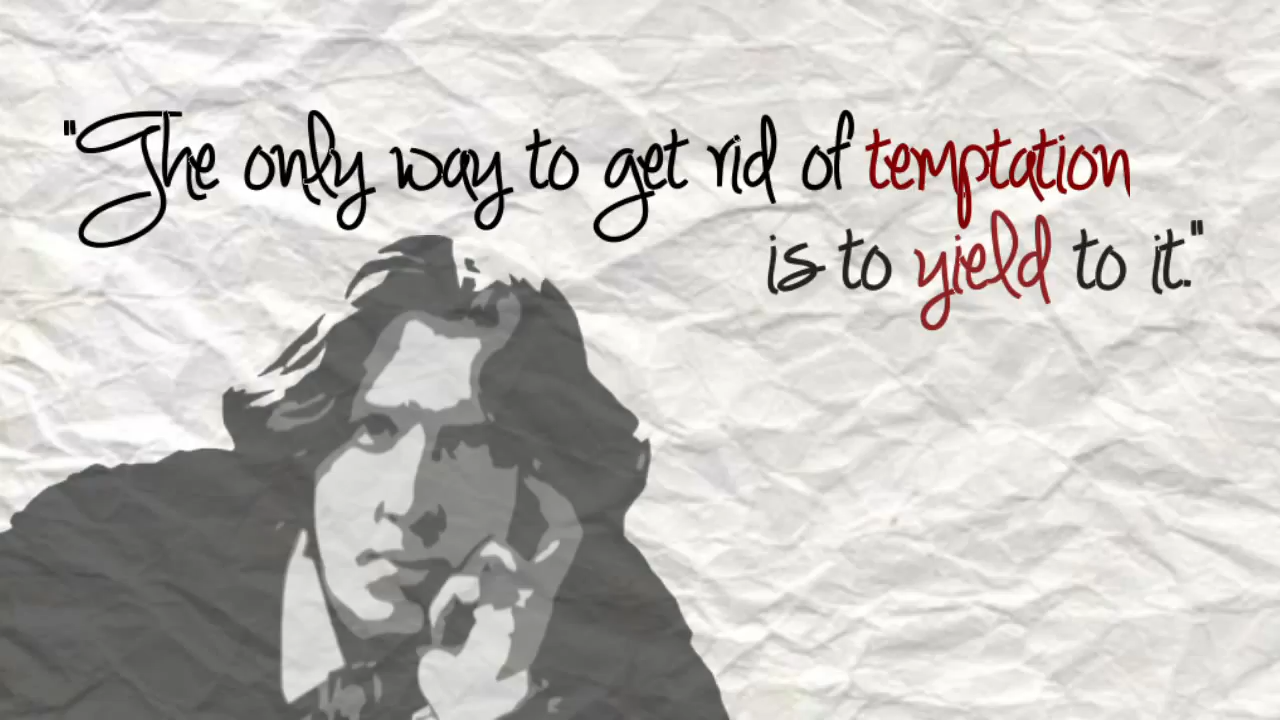 "The only way to get rid of temptation
is to yield to it."